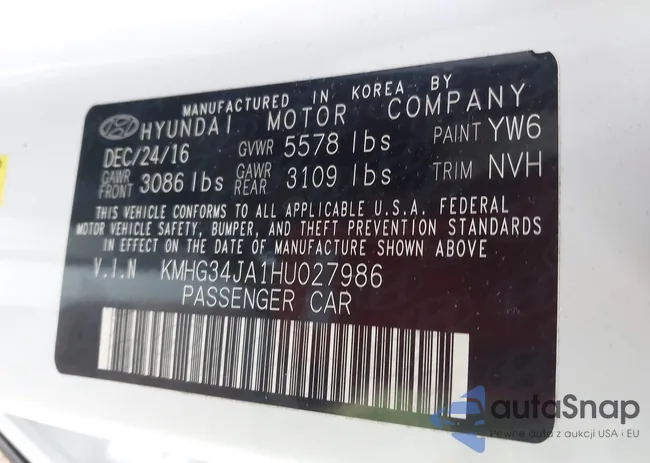 MANUFACTURED IN KOREA BY
HYUNDAI MOTOR COMPANY
DEC/24/16 GVWR 5578 lbs PAINT YW6
GAWR FRONT 3086 lbs GAWR REAR 3109 lbs TRIM NVH
THIS VEHICLE CONFORMS TO ALL APPLICABLE U.S.A. FEDERAL
MOTOR VEHICLE SAFETY, BUMPER, AND THEFT PREVENTION STANDARDS
IN EFFECT ON THE DATE OF MANUFACTURE SHOWN ABOVE
V.I.N KMHG34JA1HU027986
PASSENGER CAR
autoSnap
Pewne auto z aukcji USA i EU